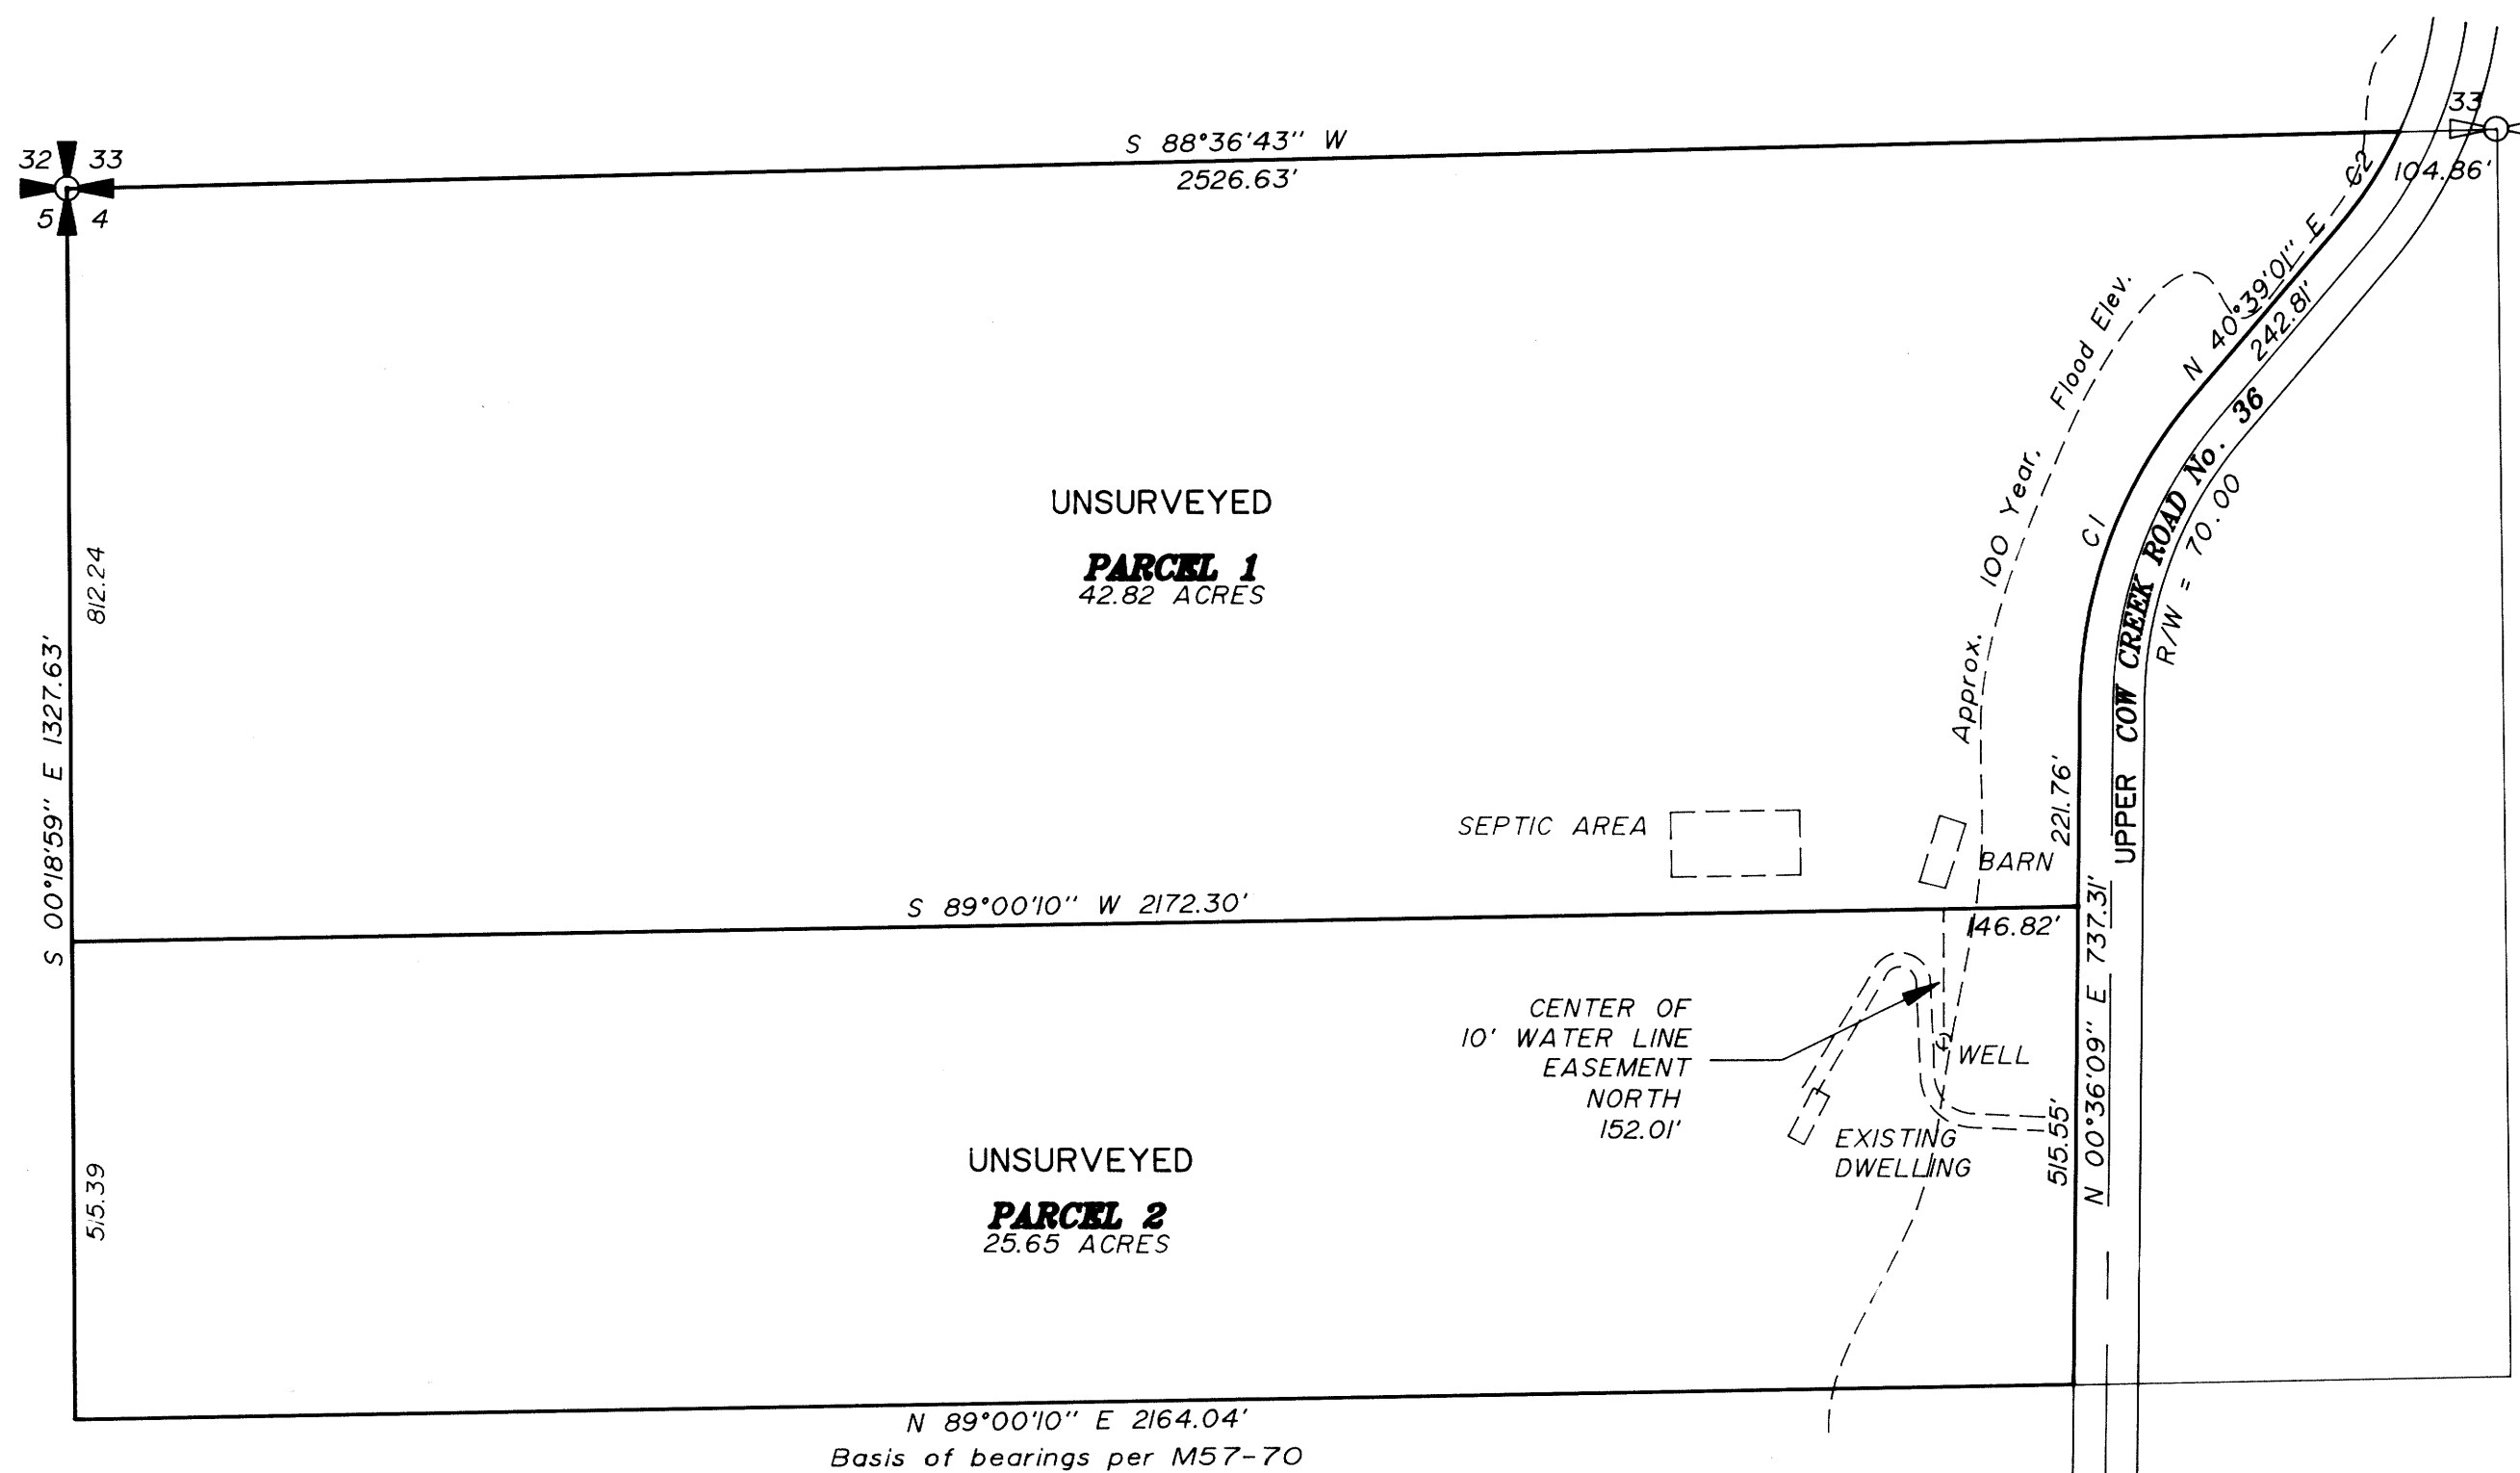 33
S 88°36'43" W
2526.63'
32 33
5 4
C2
104.86'
N 40°39'01" E
242.81'
Approx. 100 Year, Flood Elev.
C1
UPPER COW CREEK ROAD No. 36
R/W = 70.00
UNSURVEYED
PARCEL 1
42.82 ACRES
812.24
S 00°18'59" E 1327.63'
SEPTIC AREA
BARN
221.76'
S 89°00'10" W 2172.30'
146.82'
N 00°36'09" E 737.31'
CENTER OF
10' WATER LINE
EASEMENT
NORTH
152.01'
WELL
EXISTING
DWELLING
515.55'
UNSURVEYED
PARCEL 2
25.65 ACRES
515.39
N 89°00'10" E 2164.04'
Basis of bearings per M57-70